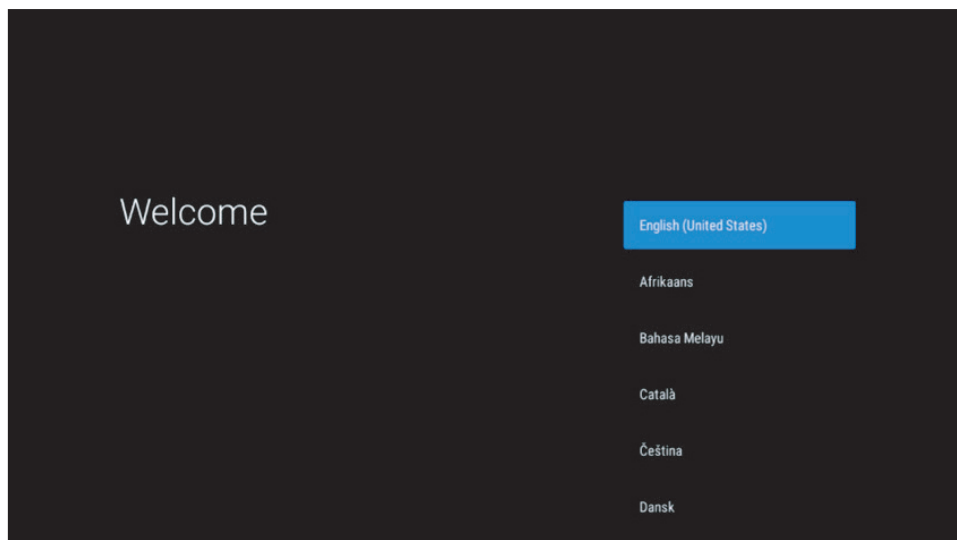 Welcome
English (United States)
Afrikaans
Bahasa Melayu
Català
Čeština
Dansk